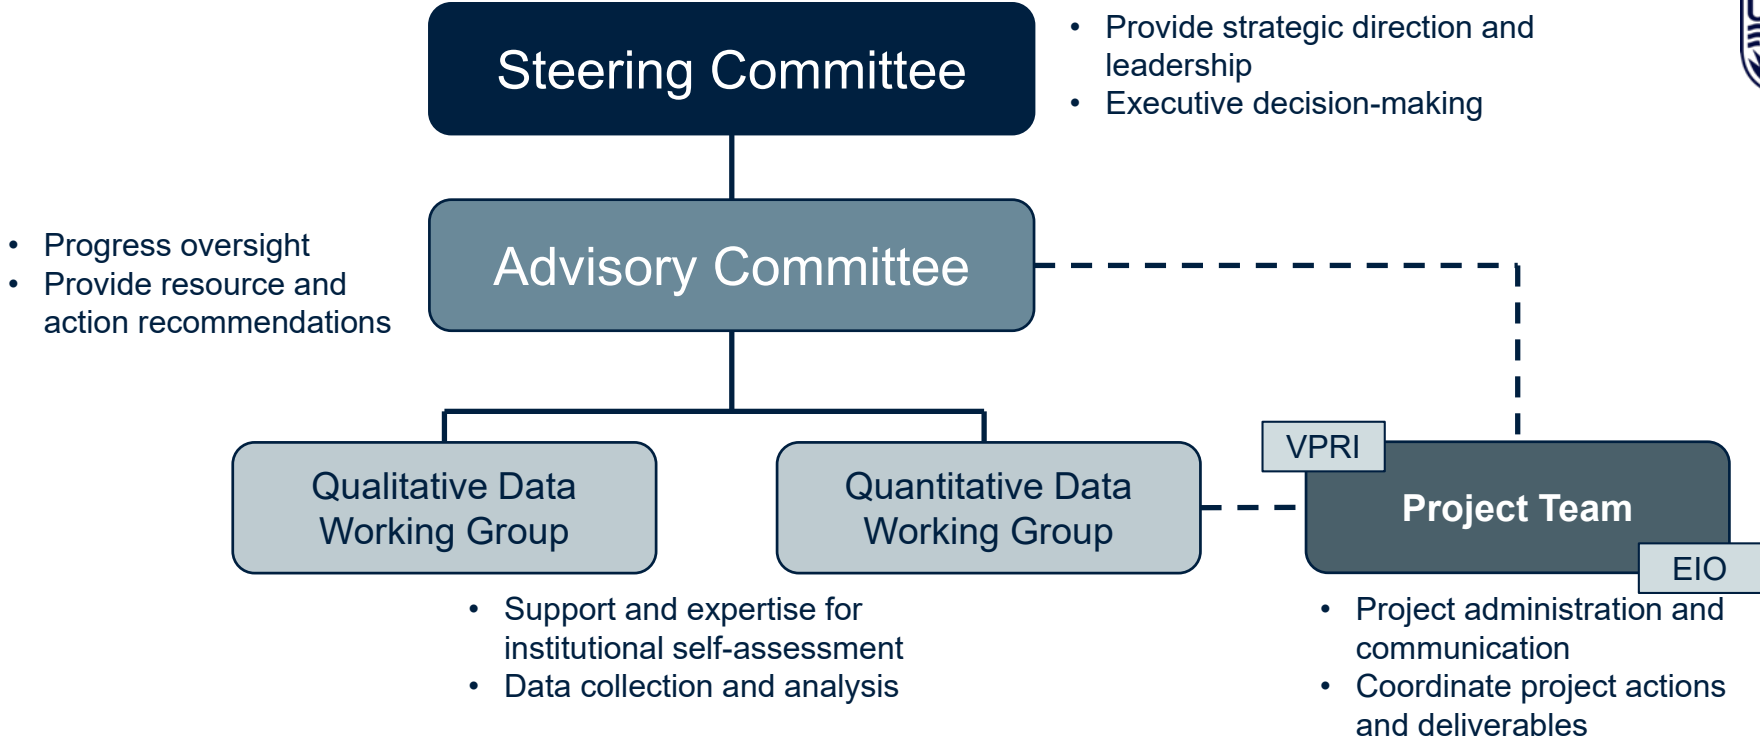 Steering Committee
• Provide strategic direction and
leadership
• Executive decision-making
• Progress oversight
• Provide resource and
action recommendations
Advisory Committee
Qualitative Data
Working Group
Quantitative Data
Working Group
VPRI
Project Team
EIO
• Support and expertise for
institutional self-assessment
• Data collection and analysis
• Project administration and
communication
• Coordinate project actions
and deliverables